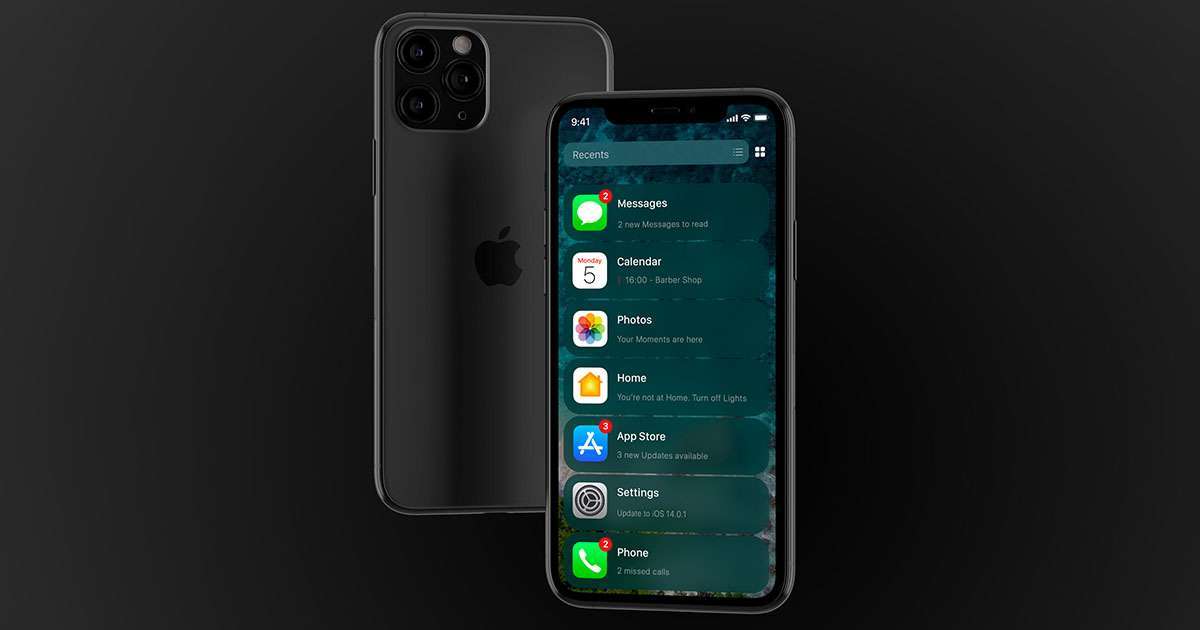 9:41
Recents
2
Messages
2 new Messages to read
Monday
5
Calendar
16:00 - Barber Shop
Photos
Your Moments are here
Home
You're not at Home. Turn off Lights
3
App Store
3 new Updates available
Settings
Update to iOS 14.0.1
2
Phone
2 missed calls